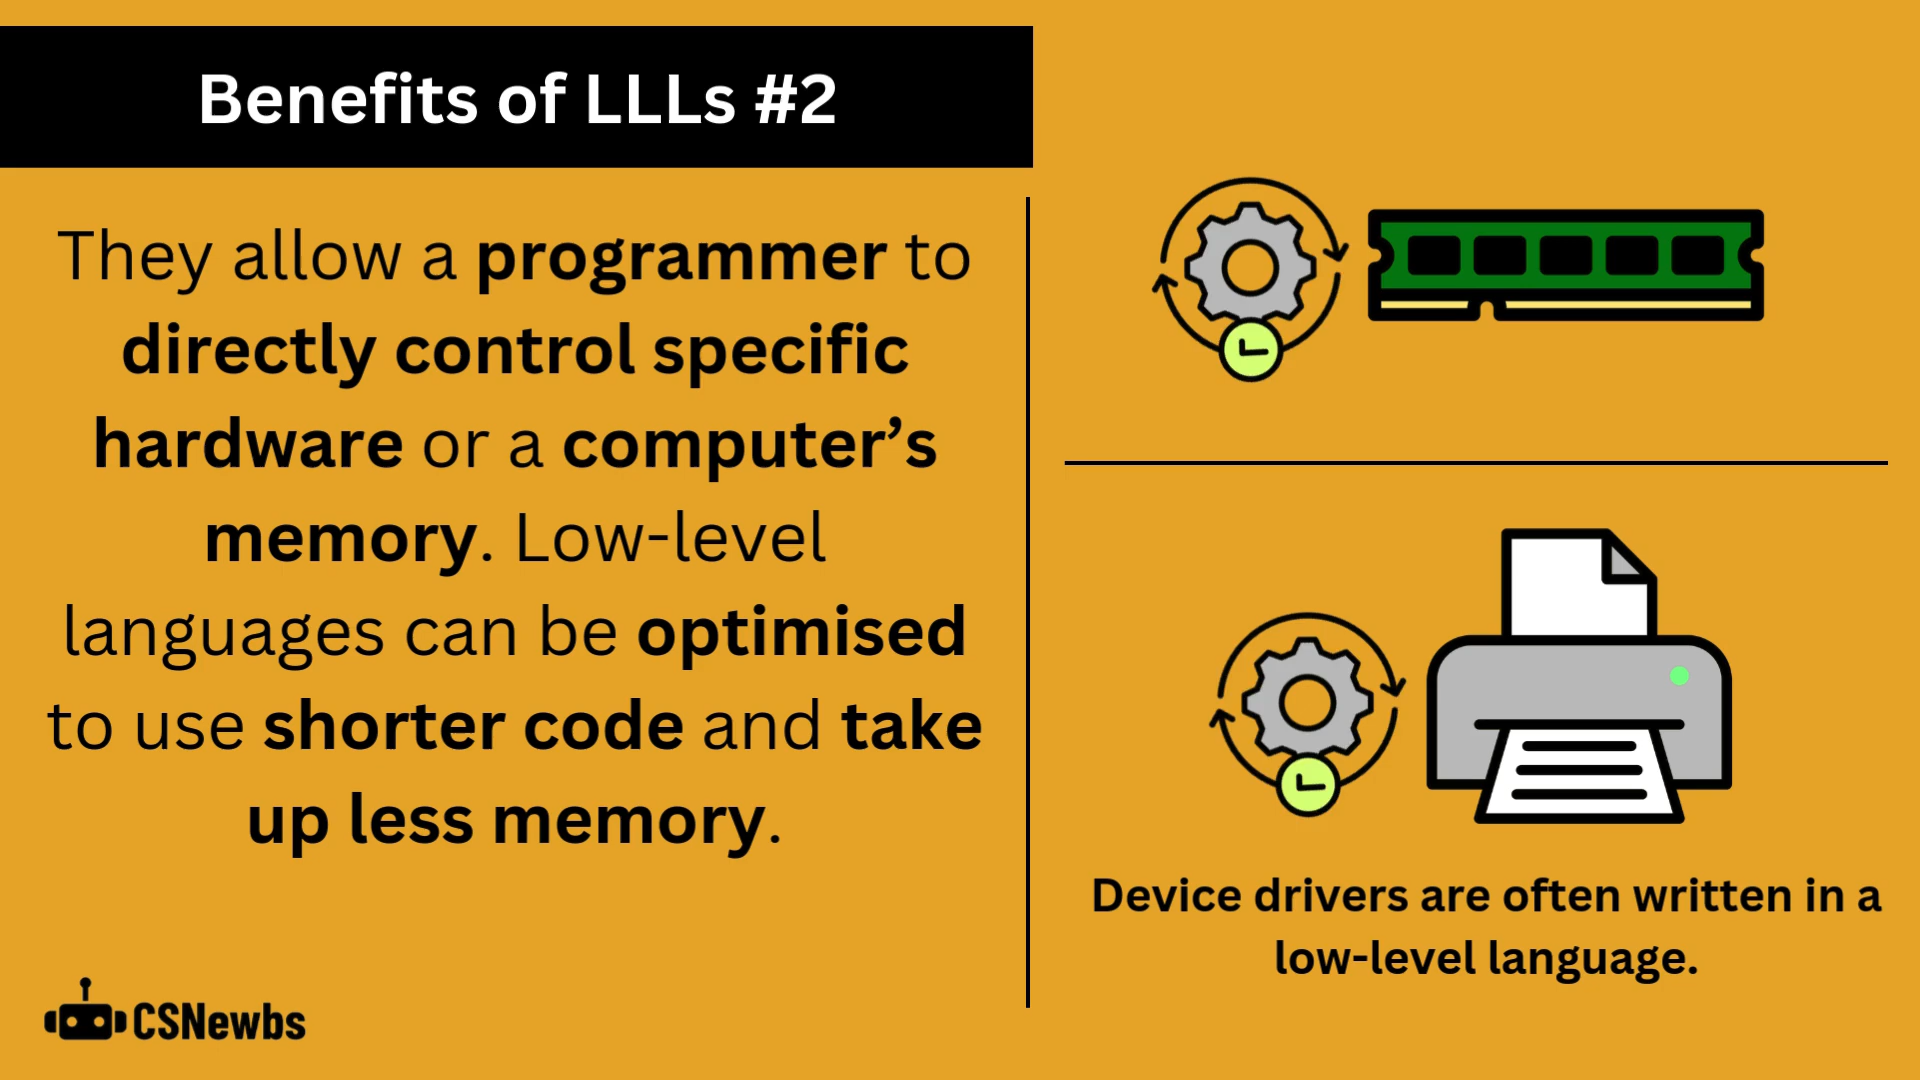 Benefits of LLLs #2
They allow a programmer to
directly control specific
hardware or a computer’s
memory. Low-level
languages can be optimised
to use shorter code and take
up less memory.
Device drivers are often written in a
low-level language.
CSNewbs